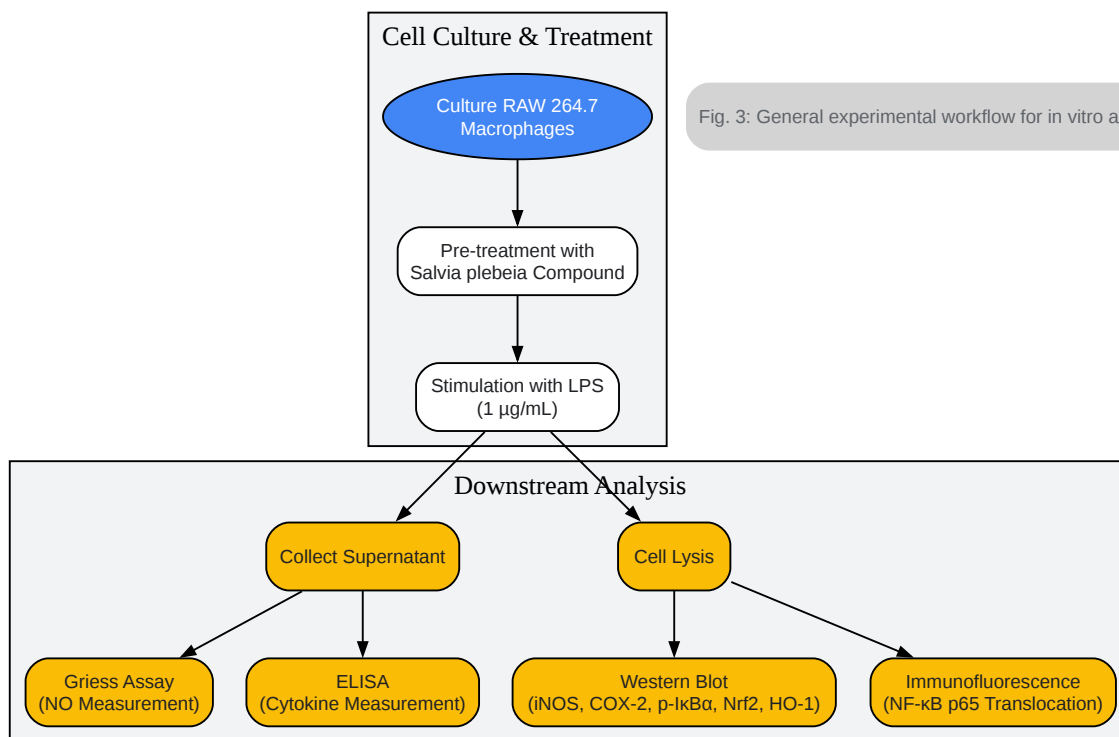 Cell Culture & Treatment
Culture RAW 264.7
Macrophages
Fig. 3: General experimental workflow for in vitro a
Pre-treatment with
Salvia plebeia Compound
Stimulation with LPS
(1 µg/mL)
Downstream Analysis
Collect Supernatant
Cell Lysis
Griess Assay
(NO Measurement)
ELISA
(Cytokine Measurement)
Western Blot
(iNOS, COX-2, p-IκBα, Nrf2, HO-1)
Immunofluorescence
(NF-κB p65 Translocation)